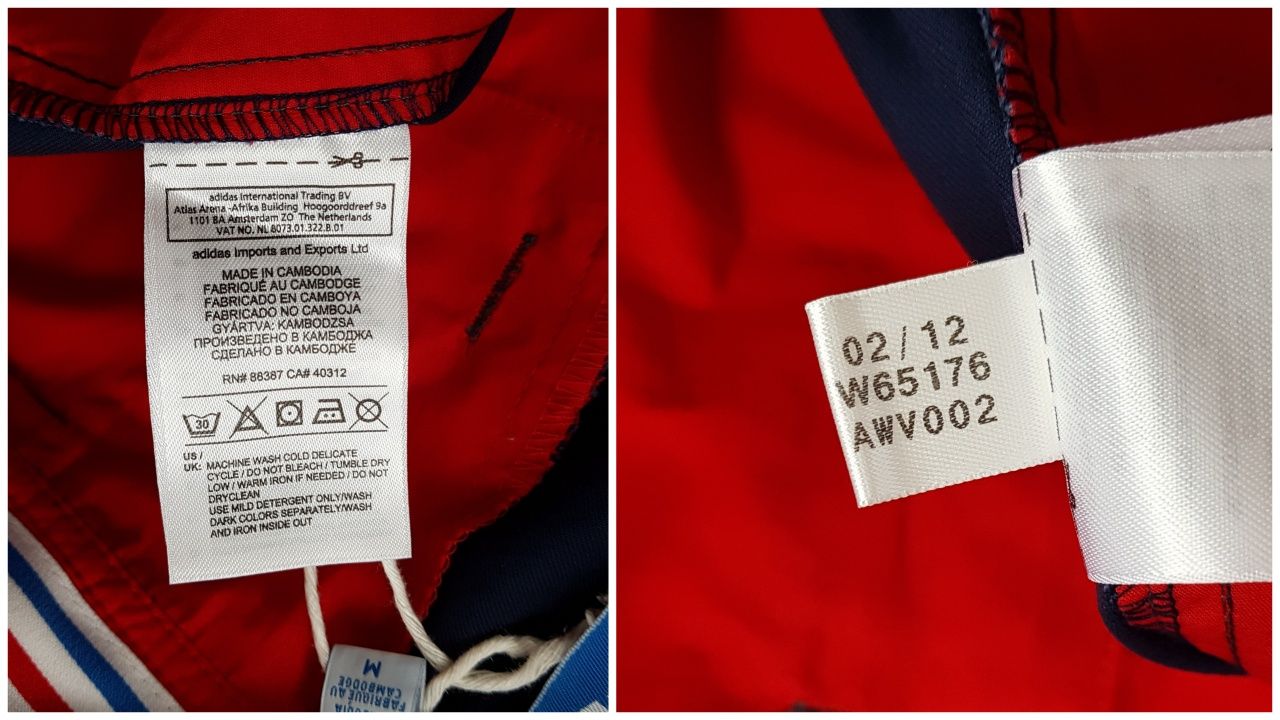 adidas International Trading BV
Atlas Arena -Afrika Building Hoogoorddreef 9a
1101 BA Amsterdam ZO The Netherlands
VAT NO. NL 8073.01.322.B.01
adidas Imports and Exports Ltd
MADE IN CAMBODIA
FABRIQUÉ AU CAMBODGE
FABRICADO EN CAMBOYA
FABRICADO NO CAMBOJA
GYÁRTVA: KAMBODZSA
ПРОИЗВЕДЕНО В КАМБОДЖА
СДЕЛАНО В КАМБОДЖЕ
RN# 88387 CA# 40312
30
US /
UK: MACHINE WASH COLD DELICATE
CYCLE / DO NOT BLEACH / TUMBLE DRY
LOW / WARM IRON IF NEEDED / DO NOT
DRYCLEAN
USE MILD DETERGENT ONLY/WASH
DARK COLORS SEPARATELY/WASH
AND IRON INSIDE OUT
M
FABRIQUÉ AU
CAMBODGE
02/12
W65176
AWV002